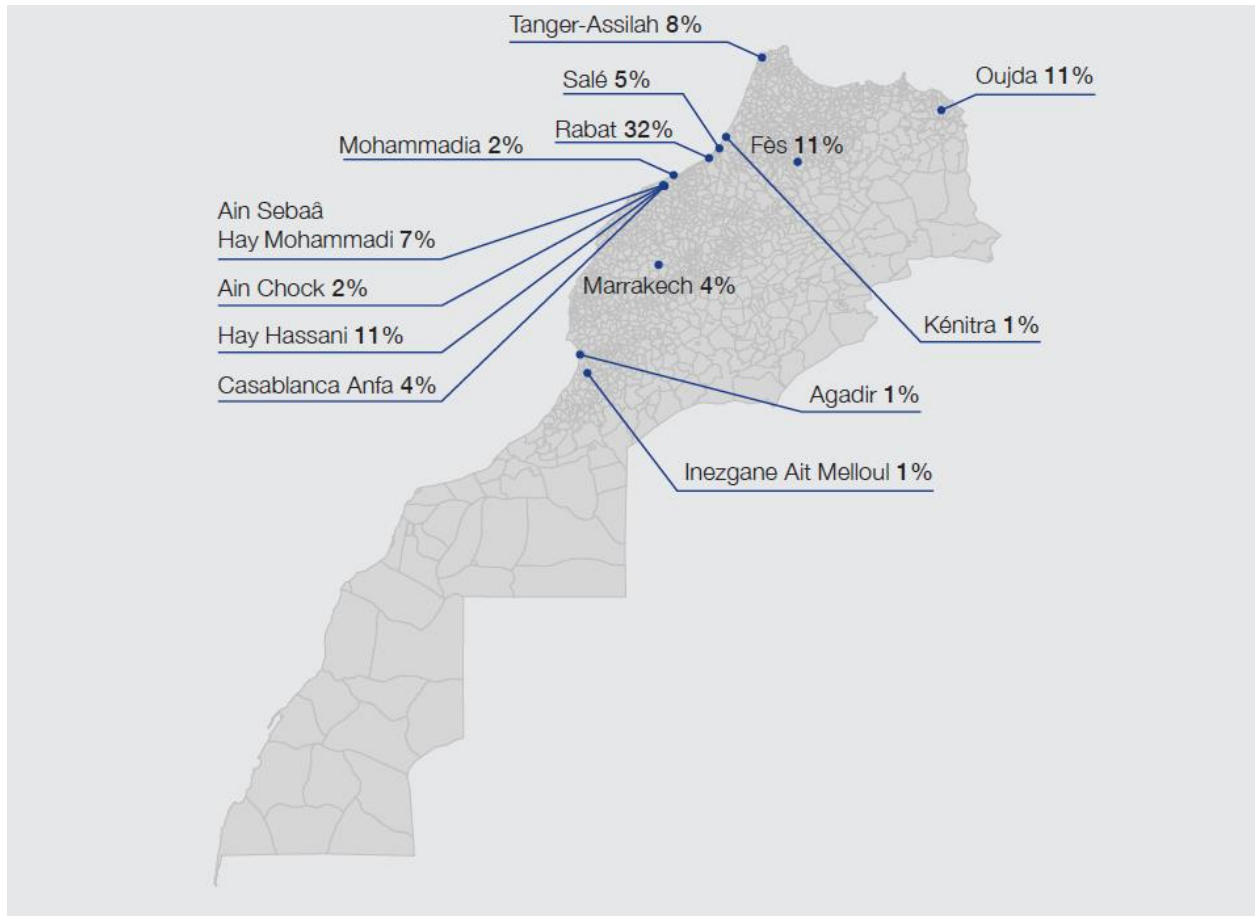 Tanger-Assilah 8%
Oujda 11%
Salé 5%
Rabat 32%
Mohammadia 2%
Fès 11%
Ain Sebaâ
Hay Mohammadi 7%
Ain Chock 2%
Marrakech 4%
Hay Hassani 11%
Kénitra 1%
Casablanca Anfa 4%
Agadir 1%
Inezgane Ait Melloul 1%